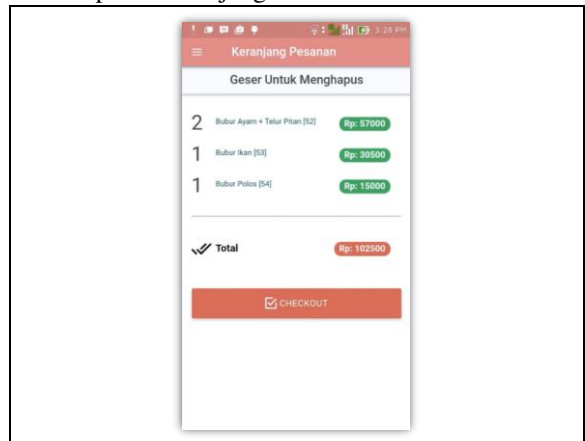 3:28 PM
Keranjang Pesanan
Geser Untuk Menghapus
2 Bubur Ayam + Telur Pitan [52] Rp: 57000
1 Bubur Ikan [53] Rp: 30500
1 Bubur Polos [54] Rp: 15000
Total Rp: 102500
CHECKOUT